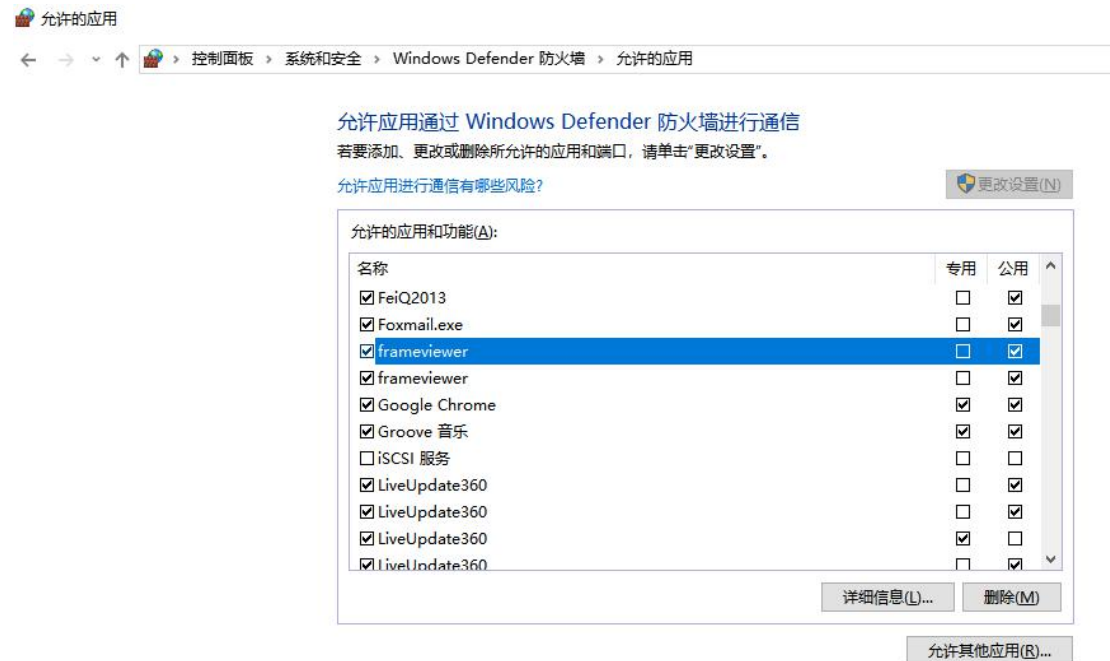 允许的应用
控制面板 › 系统和安全 › Windows Defender 防火墙 › 允许的应用
允许应用通过 Windows Defender 防火墙进行通信
若要添加、更改或删除所允许的应用和端口，请单击"更改设置"。
允许应用进行通信有哪些风险?
更改设置(N)
允许的应用和功能(A):
名称 专用 公用
FeiQ2013
Foxmail.exe
frameviewer
frameviewer
Google Chrome
Groove 音乐
iSCSI 服务
LiveUpdate360
LiveUpdate360
LiveUpdate360
LiveUpdate360
详细信息(L)... 删除(M)
允许其他应用(R)...